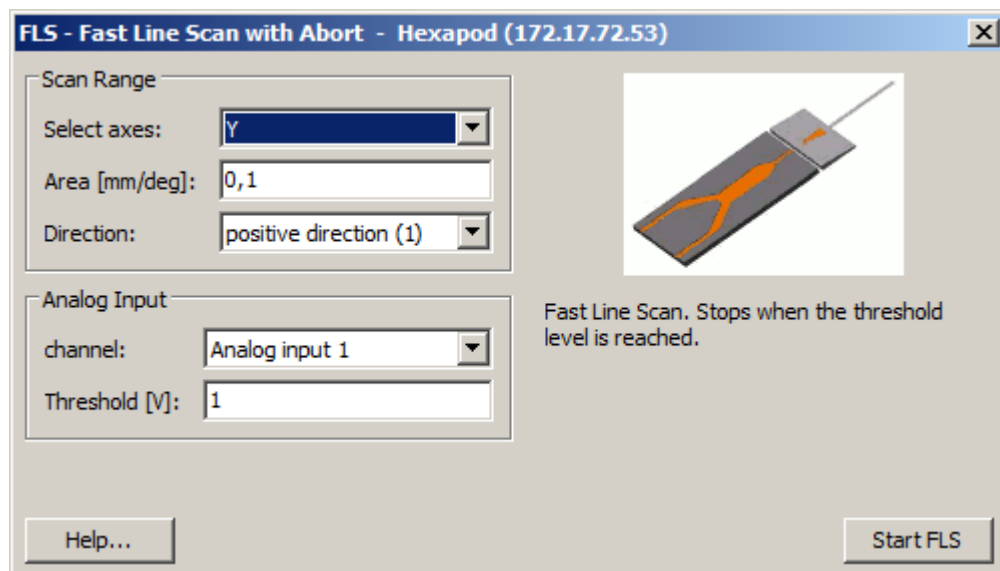 FLS - Fast Line Scan with Abort - Hexapod (172.17.72.53)
Scan Range
Select axes: Y
Area [mm/deg]: 0,1
Direction: positive direction (1)
Analog Input
channel: Analog input 1
Threshold [V]: 1
Fast Line Scan. Stops when the threshold
level is reached.
Help...
Start FLS